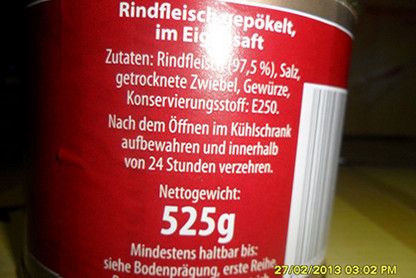 Rindfleisch gepökelt,
im Eigensaft
Zutaten: Rindfleisch (97,5 %), Salz,
getrocknete Zwiebel, Gewürze,
Konservierungsstoff: E250.
Nach dem Öffnen im Kühlschrank
aufbewahren und innerhalb
von 24 Stunden verzehren.
Nettogewicht:
525g
Mindestens haltbar bis:
siehe Bodenprägung, erste Reihe.
27/02/2013 03:02 PM